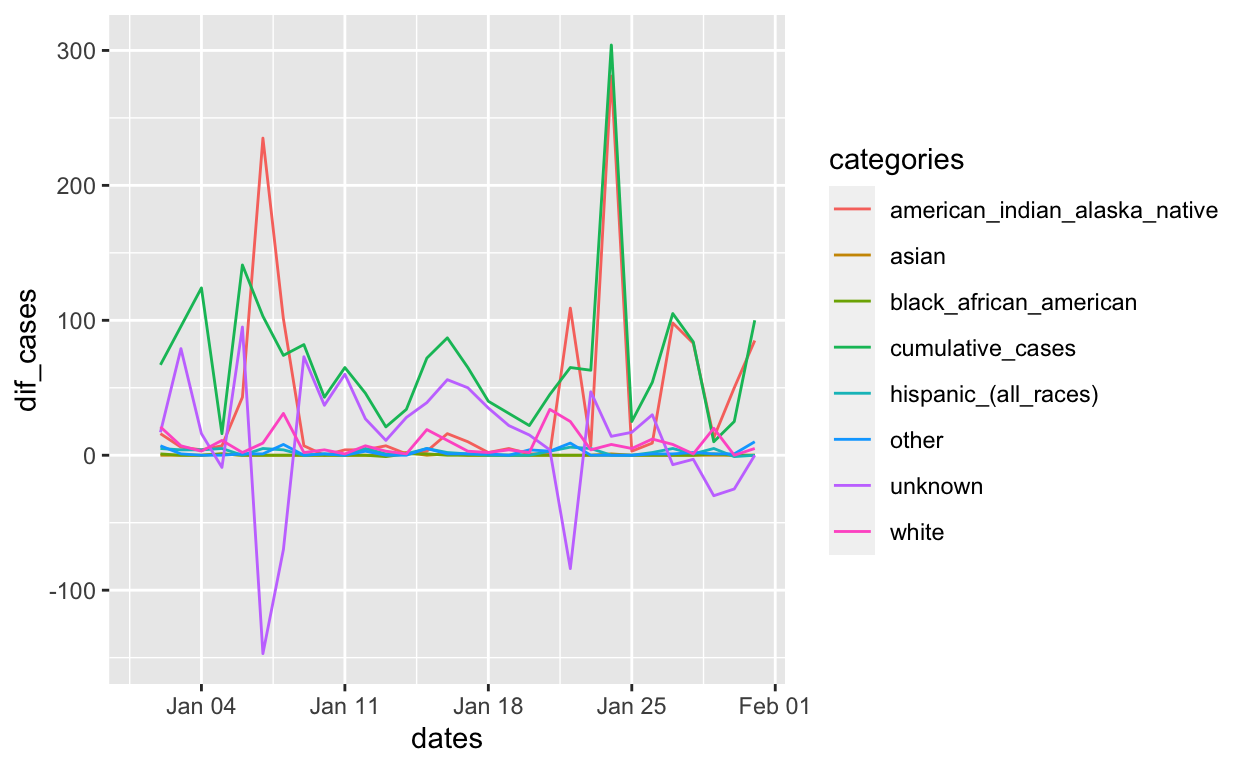 300
200
100
0
-100
dif_cases
Jan 04
Jan 11
Jan 18
Jan 25
Feb 01
dates
categories
american_indian_alaska_native
asian
black_african_american
cumulative_cases
hispanic_(all_races)
other
unknown
white